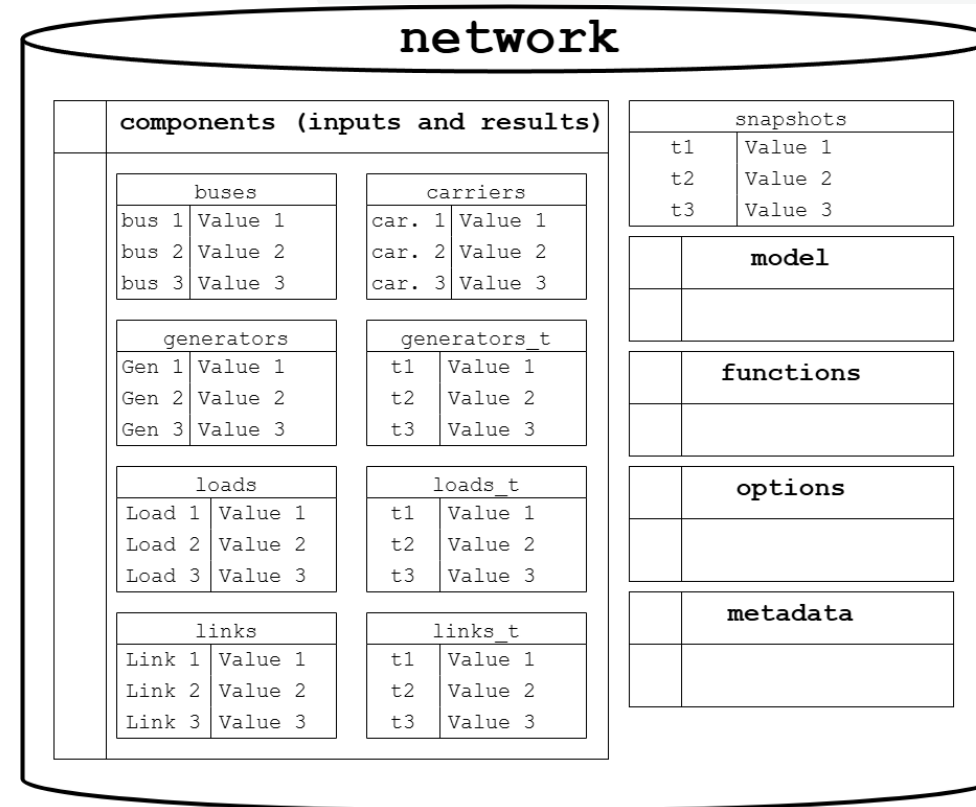 network
components (inputs and results)
buses
bus 1 Value 1
bus 2 Value 2
bus 3 Value 3
carriers
car. 1 Value 1
car. 2 Value 2
car. 3 Value 3
generators
Gen 1 Value 1
Gen 2 Value 2
Gen 3 Value 3
generators_t
t1 Value 1
t2 Value 2
t3 Value 3
loads
Load 1 Value 1
Load 2 Value 2
Load 3 Value 3
loads_t
t1 Value 1
t2 Value 2
t3 Value 3
links
Link 1 Value 1
Link 2 Value 2
Link 3 Value 3
links_t
t1 Value 1
t2 Value 2
t3 Value 3
snapshots
t1 Value 1
t2 Value 2
t3 Value 3
model
functions
options
metadata